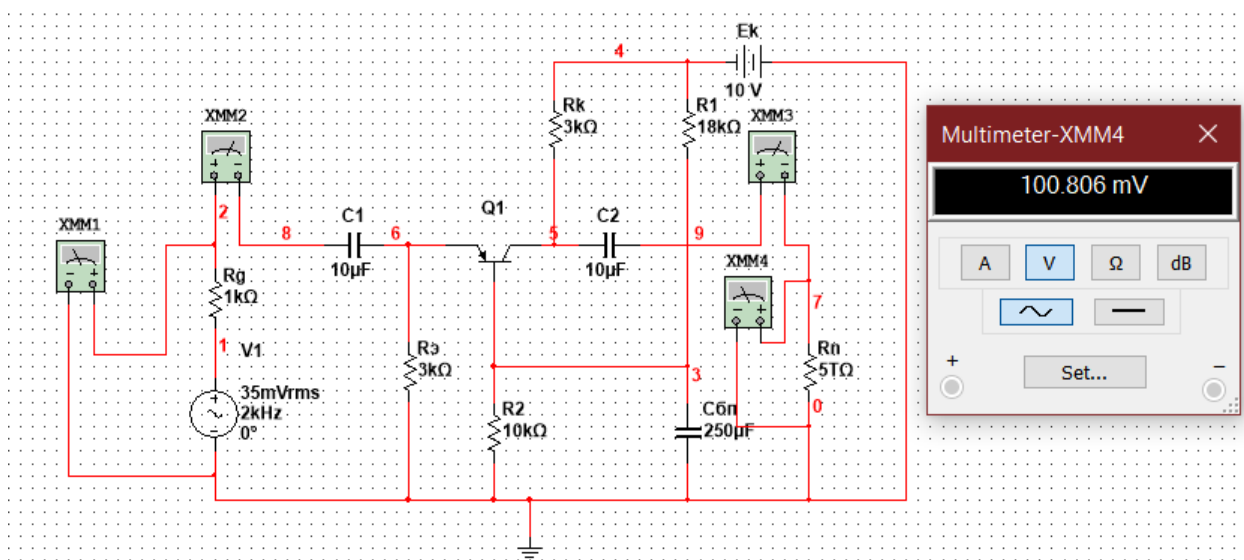 Ek
10 V
4
Rk
3kΩ
R1
18kΩ
XMM2
+ −
XMM3
+ −
2
XMM1
+ −
8
C1
10μF
6
Q1
5
C2
10μF
9
XMM4
− +
7
Rg
1kΩ
1
V1
35mVrms
2kHz
0°
Rэ
3kΩ
R2
10kΩ
3
Cбп
250μF
Rn
5TΩ
0
Multimeter-XMM4 ×
100.806 mV
A V Ω dB
+ Set... −